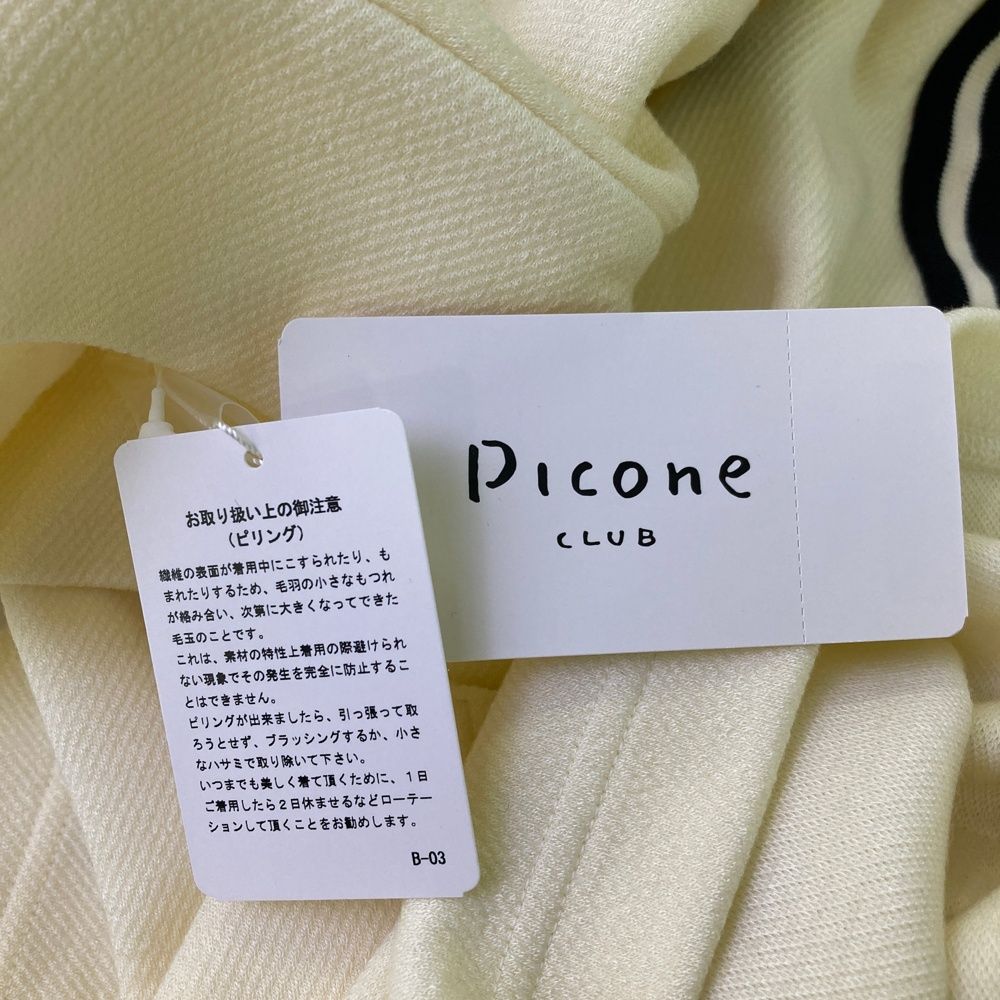 お取り扱い上の御注意
（ピリング）
繊維の表面が着用中にこすられたり、も
まれたりするため、毛羽の小さなもつれ
が絡み合い、次第に大きくなってできた
毛玉のことです。
これは、素材の特性上着用の際避けられ
ない現象でその発生を完全に防止するこ
とはできません。
ピリングが出来ましたら、引っ張って取
ろうとせず、ブラッシングするか、小さ
なハサミで取り除いて下さい。
いつまでも美しく着て頂くために、１日
ご着用したら２日休ませるなどローテー
ションして頂くことをお勧めします。
B-03
Picone
CLUB